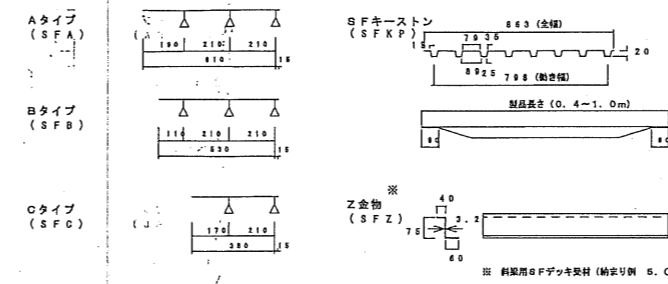 Aタイプ
(SFA)
190 210 210
610 15
Bタイプ
(SFB)
110 210 210
530 15
Cタイプ
(SFC)
170 210
380 15
SFキーストン
(SFKP)
863 (全幅)
15 79 35
20
8925
798 (働き幅)
製品長さ (0.4~1.0m)
※
Z金物
(SFZ)
40
75 3.2
60
※ 斜梁用SFデッキ受材 (納まり例 5.